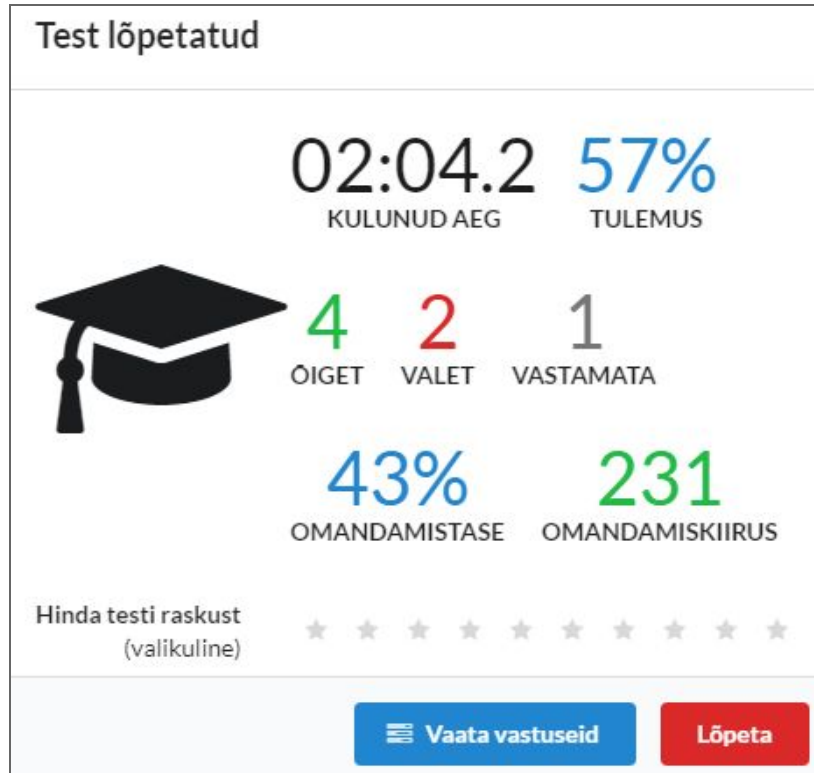 Test lõpetatud
02:04.2 57%
KULUNUD AEG TULEMUS
4 2 1
ÕIGET VALET VASTAMATA
43% 231
OMANDAMISTASE OMANDAMISKIIRUS
Hinda testi raskust
(valikuline)
Vaata vastuseid Lõpeta